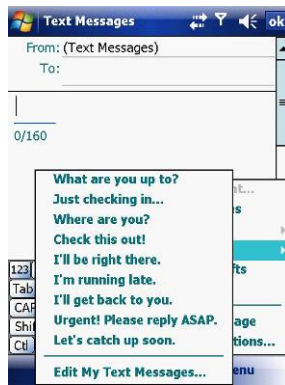 Text Messages
ok
From: (Text Messages)
To:
0/160
What are you up to?
Just checking in...
Where are you?
Check this out!
I'll be right there.
I'm running late.
I'll get back to you.
Urgent! Please reply ASAP.
Let's catch up soon.
Edit My Text Messages...
123
Tab
CAP
Shi
Ctl